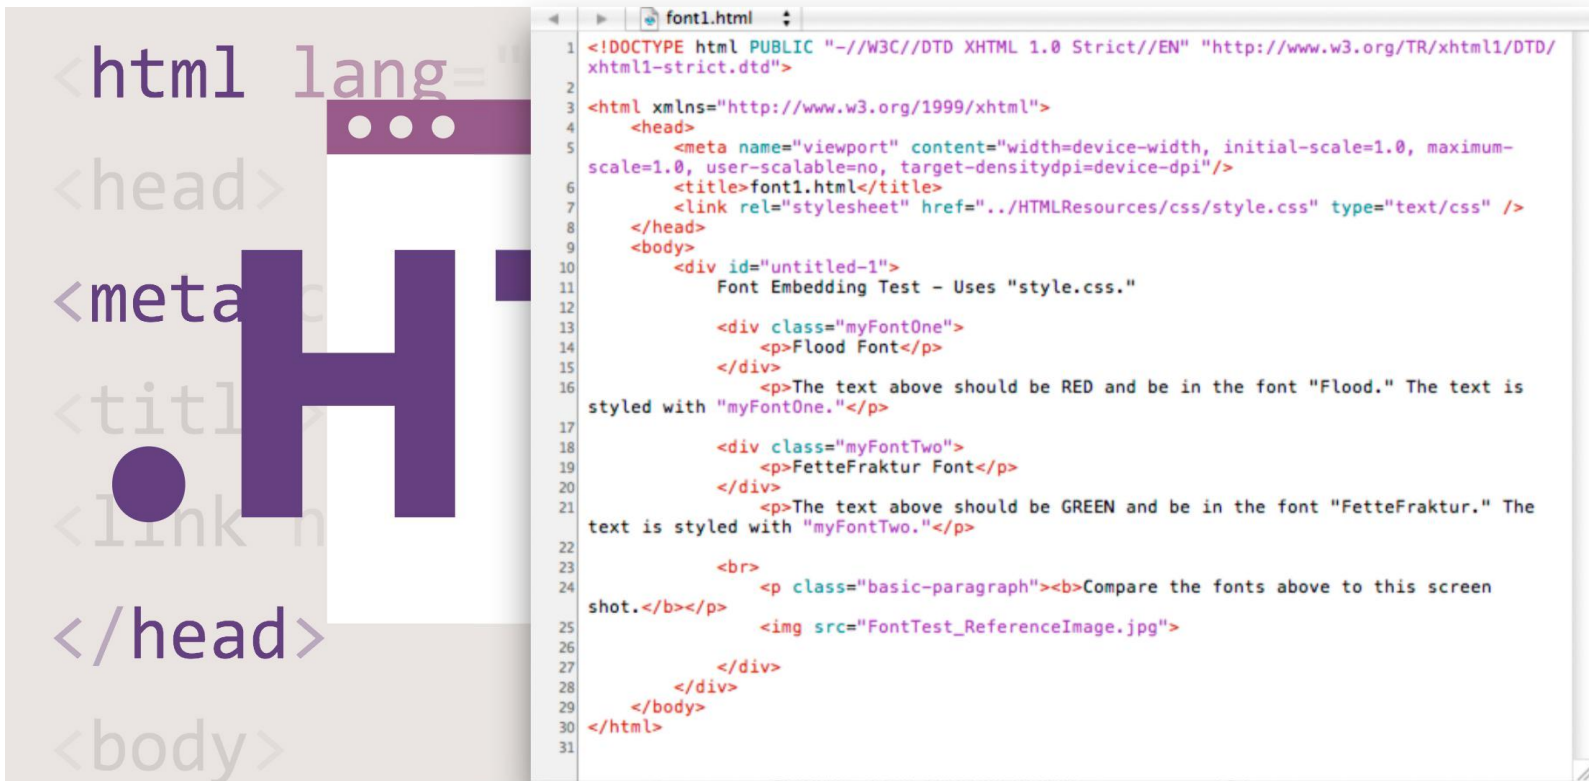 <html lang="
<head>
<meta c
<titl
<link h
</head>
<body>
.HT
font1.html
1 <!DOCTYPE html PUBLIC "-//W3C//DTD XHTML 1.0 Strict//EN" "http://www.w3.org/TR/xhtml1/DTD/
xhtml1-strict.dtd">
2
3 <html xmlns="http://www.w3.org/1999/xhtml">
4 <head>
5 <meta name="viewport" content="width=device-width, initial-scale=1.0, maximum-
scale=1.0, user-scalable=no, target-densitydpi=device-dpi"/>
6 <title>font1.html</title>
7 <link rel="stylesheet" href="../HTMLResources/css/style.css" type="text/css" />
8 </head>
9 <body>
10 <div id="untitled-1">
11 Font Embedding Test – Uses "style.css."
12
13 <div class="myFontOne">
14 <p>Flood Font</p>
15 </div>
16 <p>The text above should be RED and be in the font "Flood." The text is
styled with "myFontOne."</p>
17
18 <div class="myFontTwo">
19 <p>FetteFraktur Font</p>
20 </div>
21 <p>The text above should be GREEN and be in the font "FetteFraktur." The
text is styled with "myFontTwo."</p>
22
23 <br>
24 <p class="basic-paragraph"><b>Compare the fonts above to this screen
shot.</b></p>
25 <img src="FontTest_ReferenceImage.jpg">
26
27 </div>
28 </div>
29 </body>
30 </html>
31